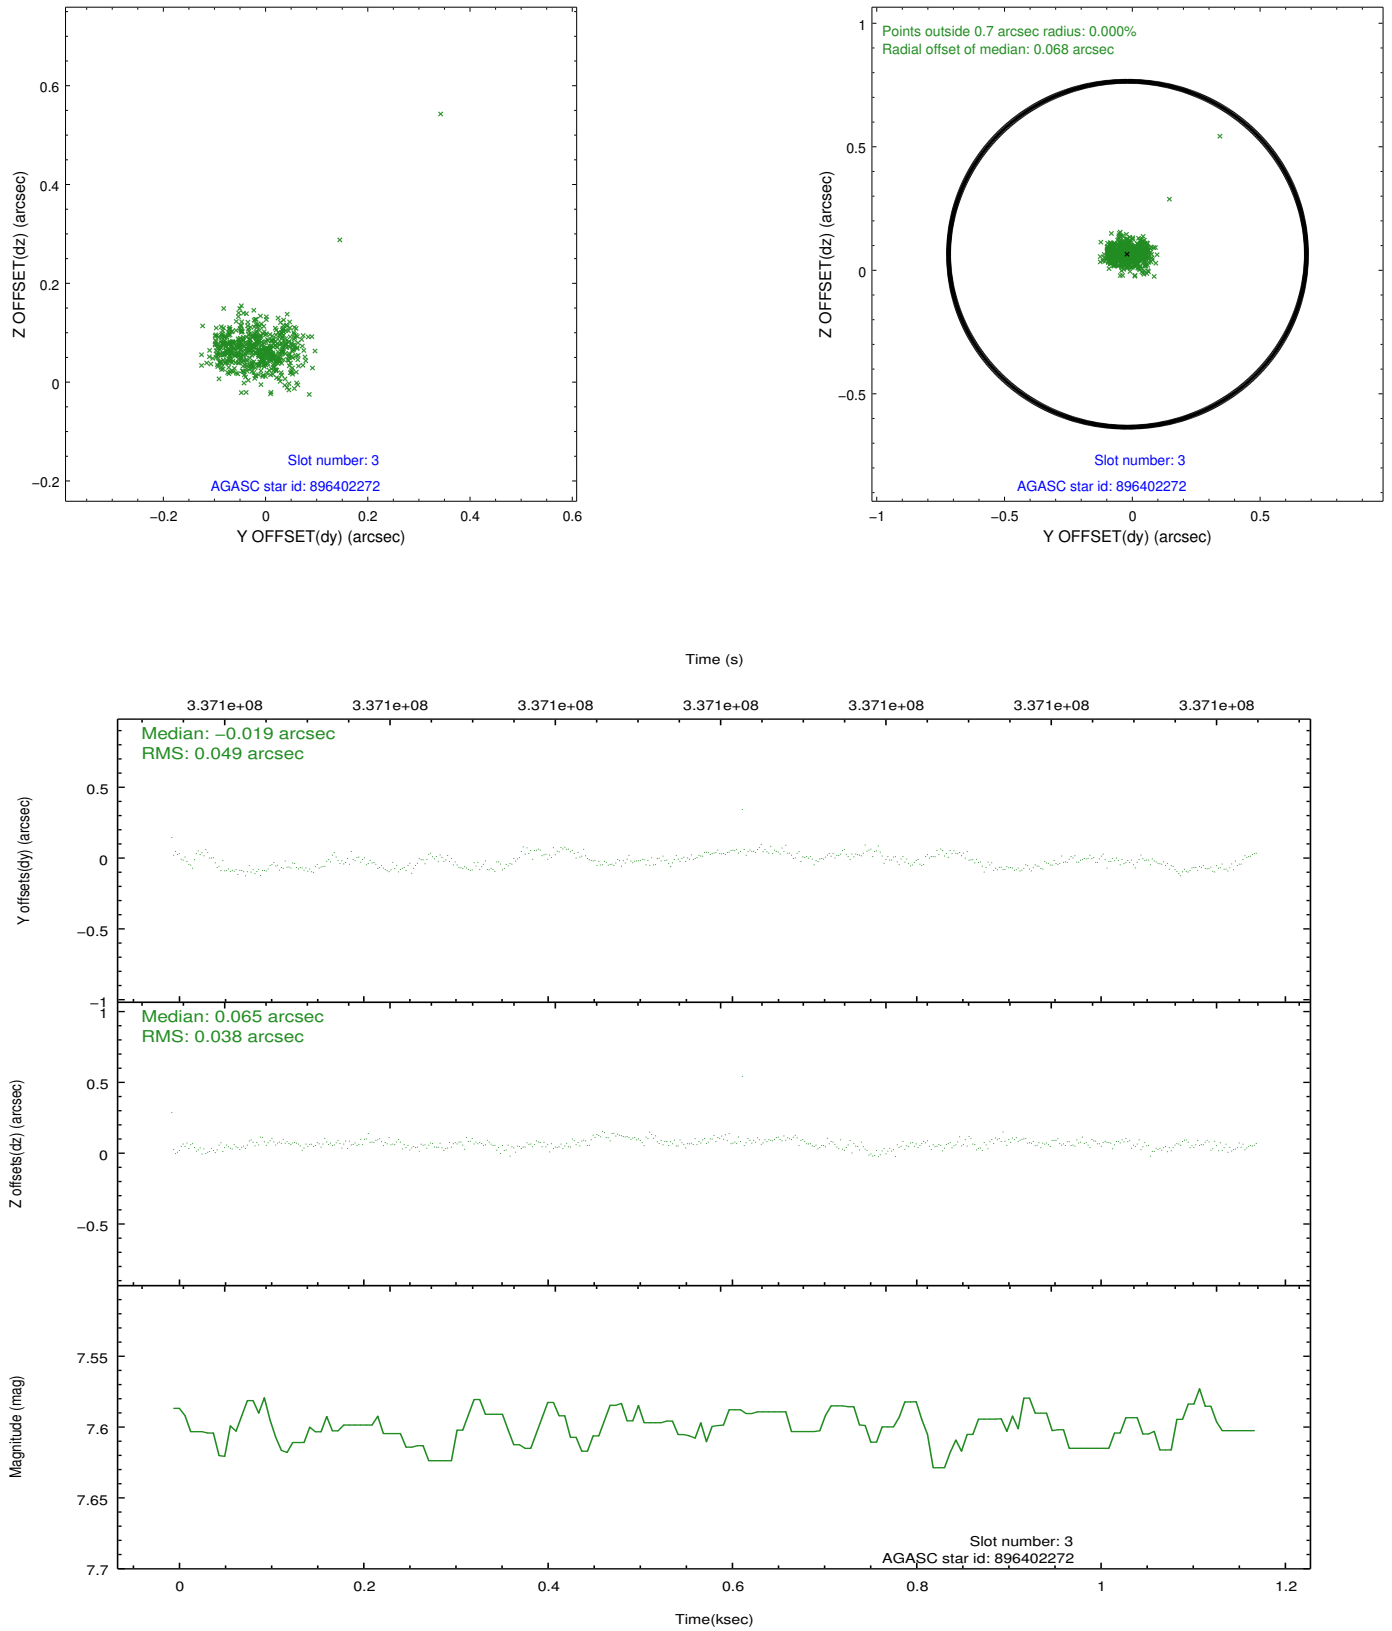 0.6
0.4
0.2
0
−0.2
−0.2
0
0.2
0.4
0.6
Z OFFSET(dz) (arcsec)
Y OFFSET(dy) (arcsec)
Slot number: 3
AGASC star id: 896402272
Points outside 0.7 arcsec radius: 0.000%
Radial offset of median: 0.068 arcsec
1
0.5
0
−0.5
−1
−0.5
0
0.5
Z OFFSET(dz) (arcsec)
Y OFFSET(dy) (arcsec)
Slot number: 3
AGASC star id: 896402272
Time (s)
3.371e+08 3.371e+08 3.371e+08 3.371e+08 3.371e+08 3.371e+08 3.371e+08
Median: −0.019 arcsec
RMS: 0.049 arcsec
0.5
0
−0.5
−1
Y offsets(dy) (arcsec)
1
Median: 0.065 arcsec
RMS: 0.038 arcsec
0.5
0
−0.5
Z offsets(dz) (arcsec)
7.55
7.6
7.65
7.7
Magnitude (mag)
Slot number: 3
AGASC star id: 896402272
0 0.2 0.4 0.6 0.8 1 1.2
Time(ksec)